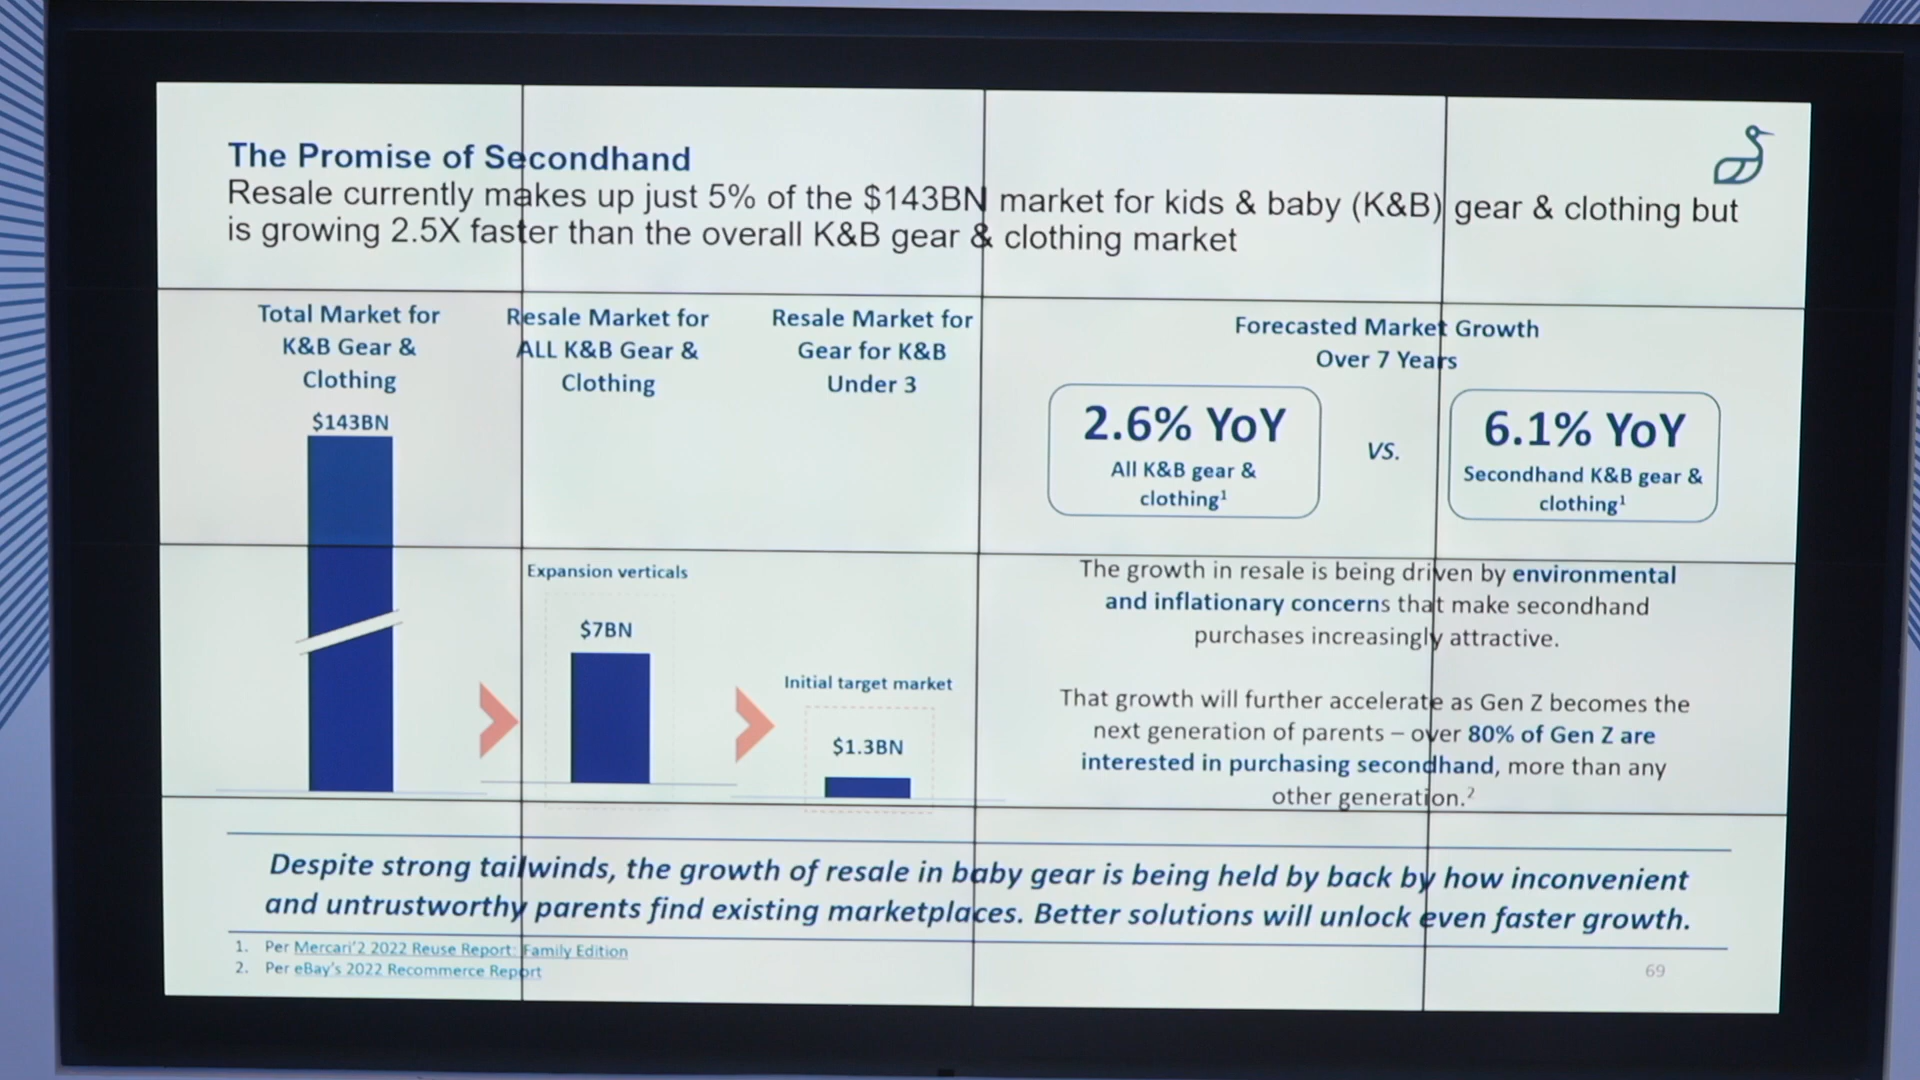 The Promise of Secondhand
Resale currently makes up just 5% of the $143BN market for kids & baby (K&B) gear & clothing but
is growing 2.5X faster than the overall K&B gear & clothing market
Total Market for
K&B Gear &
Clothing
$143BN
Resale Market for
ALL K&B Gear &
Clothing
Expansion verticals
$7BN
Resale Market for
Gear for K&B
Under 3
Initial target market
$1.3BN
Forecasted Market Growth
Over 7 Years
2.6% YoY
All K&B gear &
clothing¹
VS.
6.1% YoY
Secondhand K&B gear &
clothing¹
The growth in resale is being driven by environmental
and inflationary concerns that make secondhand
purchases increasingly attractive.
That growth will further accelerate as Gen Z becomes the
next generation of parents – over 80% of Gen Z are
interested in purchasing secondhand, more than any
other generation.²
Despite strong tailwinds, the growth of resale in baby gear is being held by back by how inconvenient
and untrustworthy parents find existing marketplaces. Better solutions will unlock even faster growth.
1. Per Mercari'2 2022 Reuse Report: Family Edition
2. Per eBay's 2022 Recommerce Report
69